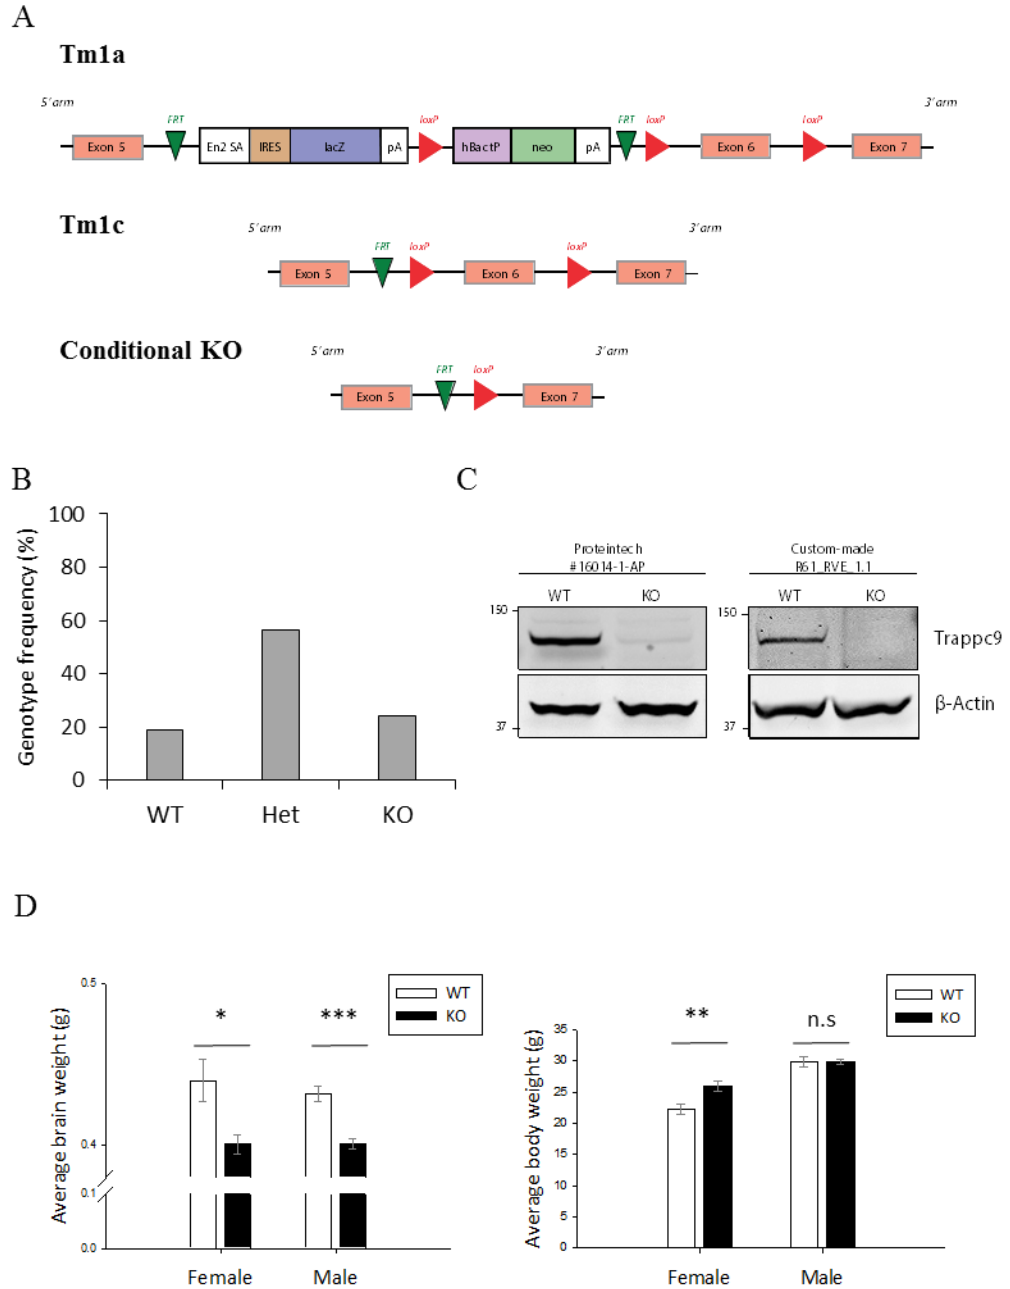 A
Tm1a
5' arm
3' arm
FRT
loxP
FRT
loxP
loxP
Exon 5
En2 SA
IRES
lacZ
pA
hBactP
neo
pA
Exon 6
Exon 7
Tm1c
5' arm
3' arm
FRT
loxP
loxP
Exon 5
Exon 6
Exon 7
Conditional KO
5' arm
3' arm
FRT
loxP
Exon 5
Exon 7
B
Genotype frequency (%)
100
80
60
40
20
0
WT
Het
KO
C
Proteintech
#16014-1-AP
Custom-made
R61_RVE_1.1
WT
KO
WT
KO
150
150
Trappc9
β-Actin
37
37
D
Average brain weight (g)
0.5
0.4
0.1
0.0
WT
KO
*
***
Female
Male
Average body weight (g)
35
30
25
20
15
10
5
0
WT
KO
**
n.s
Female
Male